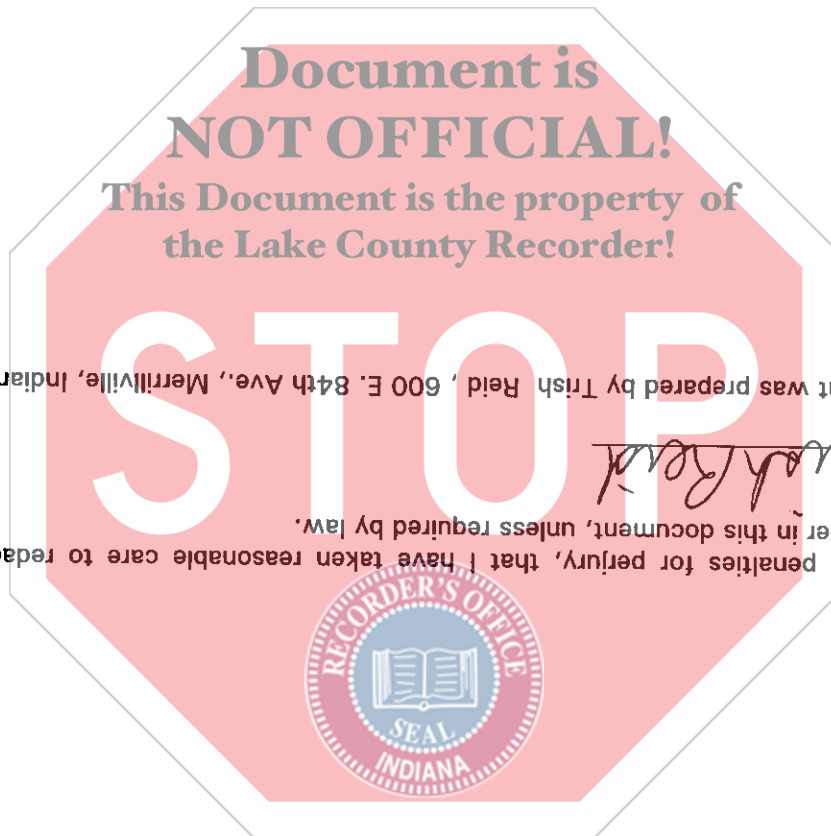 Document is
NOT OFFICIAL!
This Document is the property of
the Lake County Recorder!
STOP
penalties for perjury, that I have taken reasonable care to
in this document, unless required by law.
Reid
was prepared by Trish Reid , 600 E. 84th Ave., Merrillville,
RECORDER'S OFFICE
SEAL
INDIANA